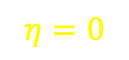 η = 0